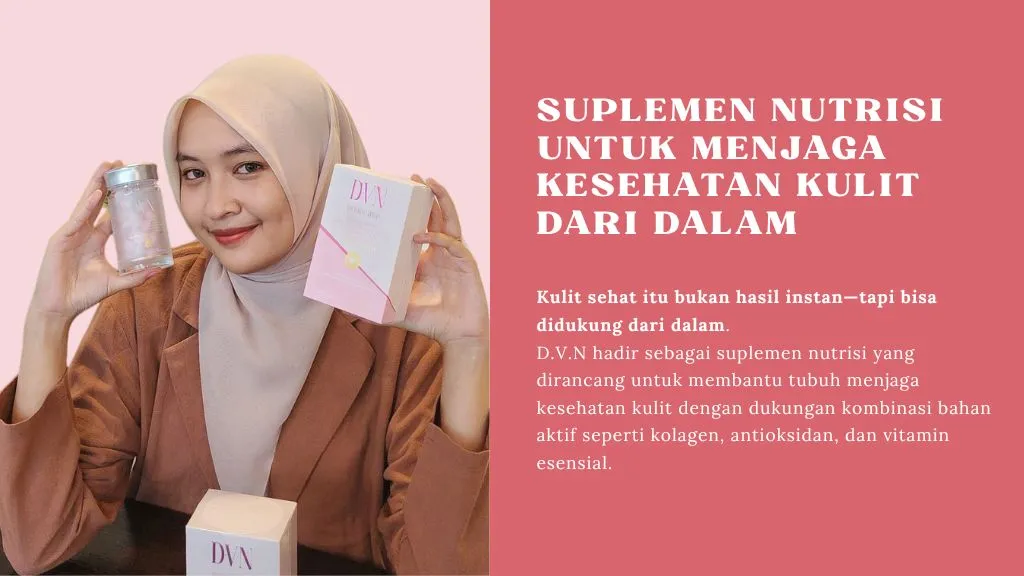 DVN
DVN
SUPLEMEN NUTRISI
UNTUK MENJAGA
KESEHATAN KULIT
DARI DALAM
Kulit sehat itu bukan hasil instan—tapi bisa
didukung dari dalam.
D.V.N hadir sebagai suplemen nutrisi yang
dirancang untuk membantu tubuh menjaga
kesehatan kulit dengan dukungan kombinasi bahan
aktif seperti kolagen, antioksidan, dan vitamin
esensial.